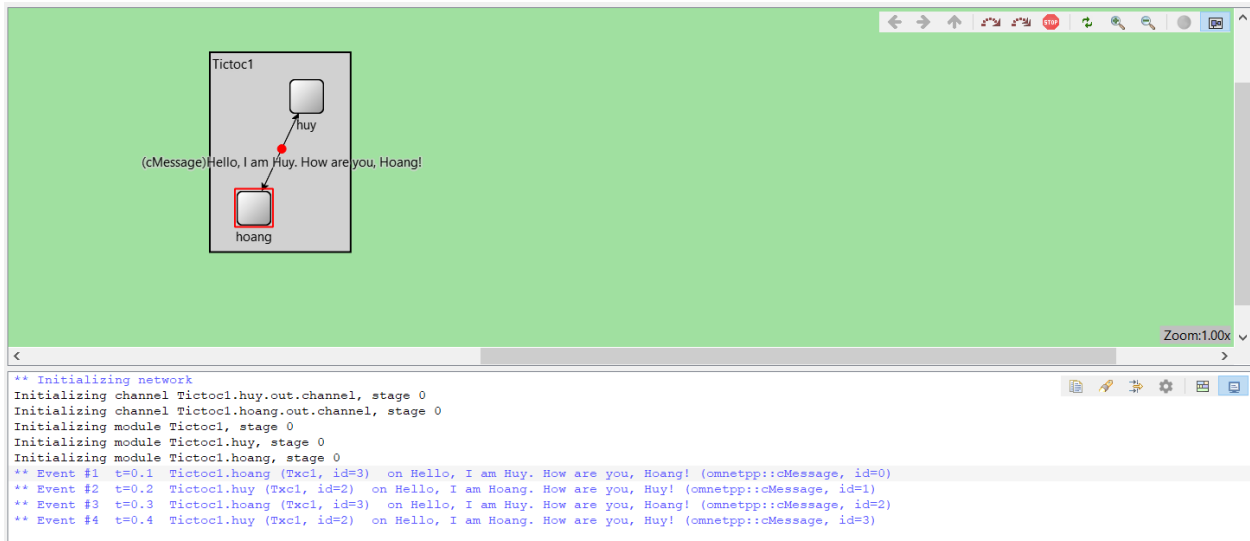 STOP
Tictoc1
huy
(cMessage)Hello, I am Huy. How are you, Hoang!
hoang
Zoom:1.00x
** Initializing network
Initializing channel Tictoc1.huy.out.channel, stage 0
Initializing channel Tictoc1.hoang.out.channel, stage 0
Initializing module Tictoc1, stage 0
Initializing module Tictoc1.huy, stage 0
Initializing module Tictoc1.hoang, stage 0
** Event #1  t=0.1  Tictoc1.hoang (Txc1, id=3)  on Hello, I am Huy. How are you, Hoang! (omnetpp::cMessage, id=0)
** Event #2  t=0.2  Tictoc1.huy (Txc1, id=2)  on Hello, I am Hoang. How are you, Huy! (omnetpp::cMessage, id=1)
** Event #3  t=0.3  Tictoc1.hoang (Txc1, id=3)  on Hello, I am Huy. How are you, Hoang! (omnetpp::cMessage, id=2)
** Event #4  t=0.4  Tictoc1.huy (Txc1, id=2)  on Hello, I am Hoang. How are you, Huy! (omnetpp::cMessage, id=3)